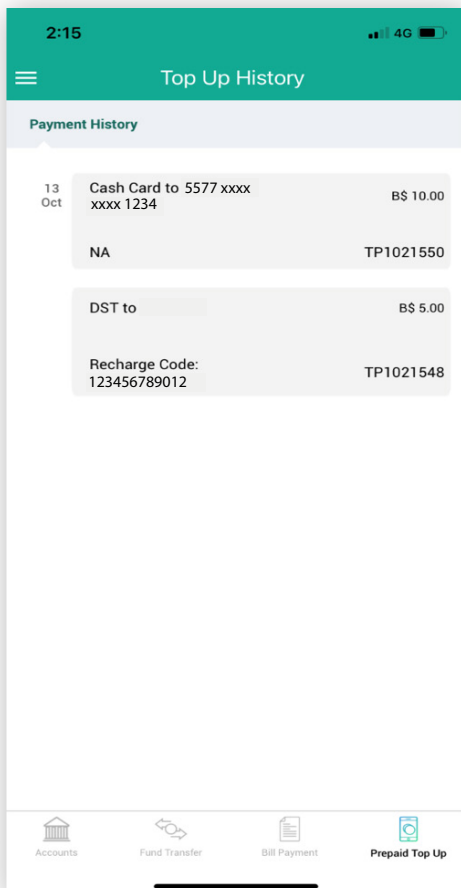 2:15
4G
Top Up History
Payment History
13
Oct
Cash Card to 5577 xxxx
xxxx 1234
B$ 10.00
NA
TP1021550
DST to
B$ 5.00
Recharge Code:
123456789012
TP1021548
Accounts
Fund Transfer
Bill Payment
Prepaid Top Up